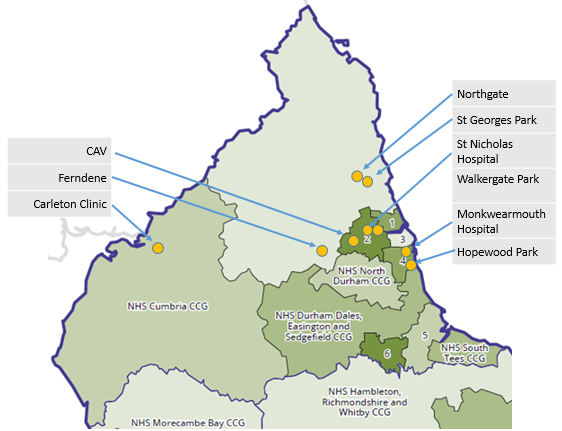 Northgate
St Georges Park
St Nicholas
Hospital
Walkergate Park
Monkwearmouth
Hospital
Hopewood Park
CAV
Ferndene
Carleton Clinic
1
2
3
4
NHS North
Durham CCG
NHS Cumbria CCG
NHS Durham Dales,
Easington and
Sedgefield CCG
5
6
NHS South
Tees CCG
NHS Hambleton,
Richmondshire and
Whitby CCG
NHS Morecambe Bay CCG